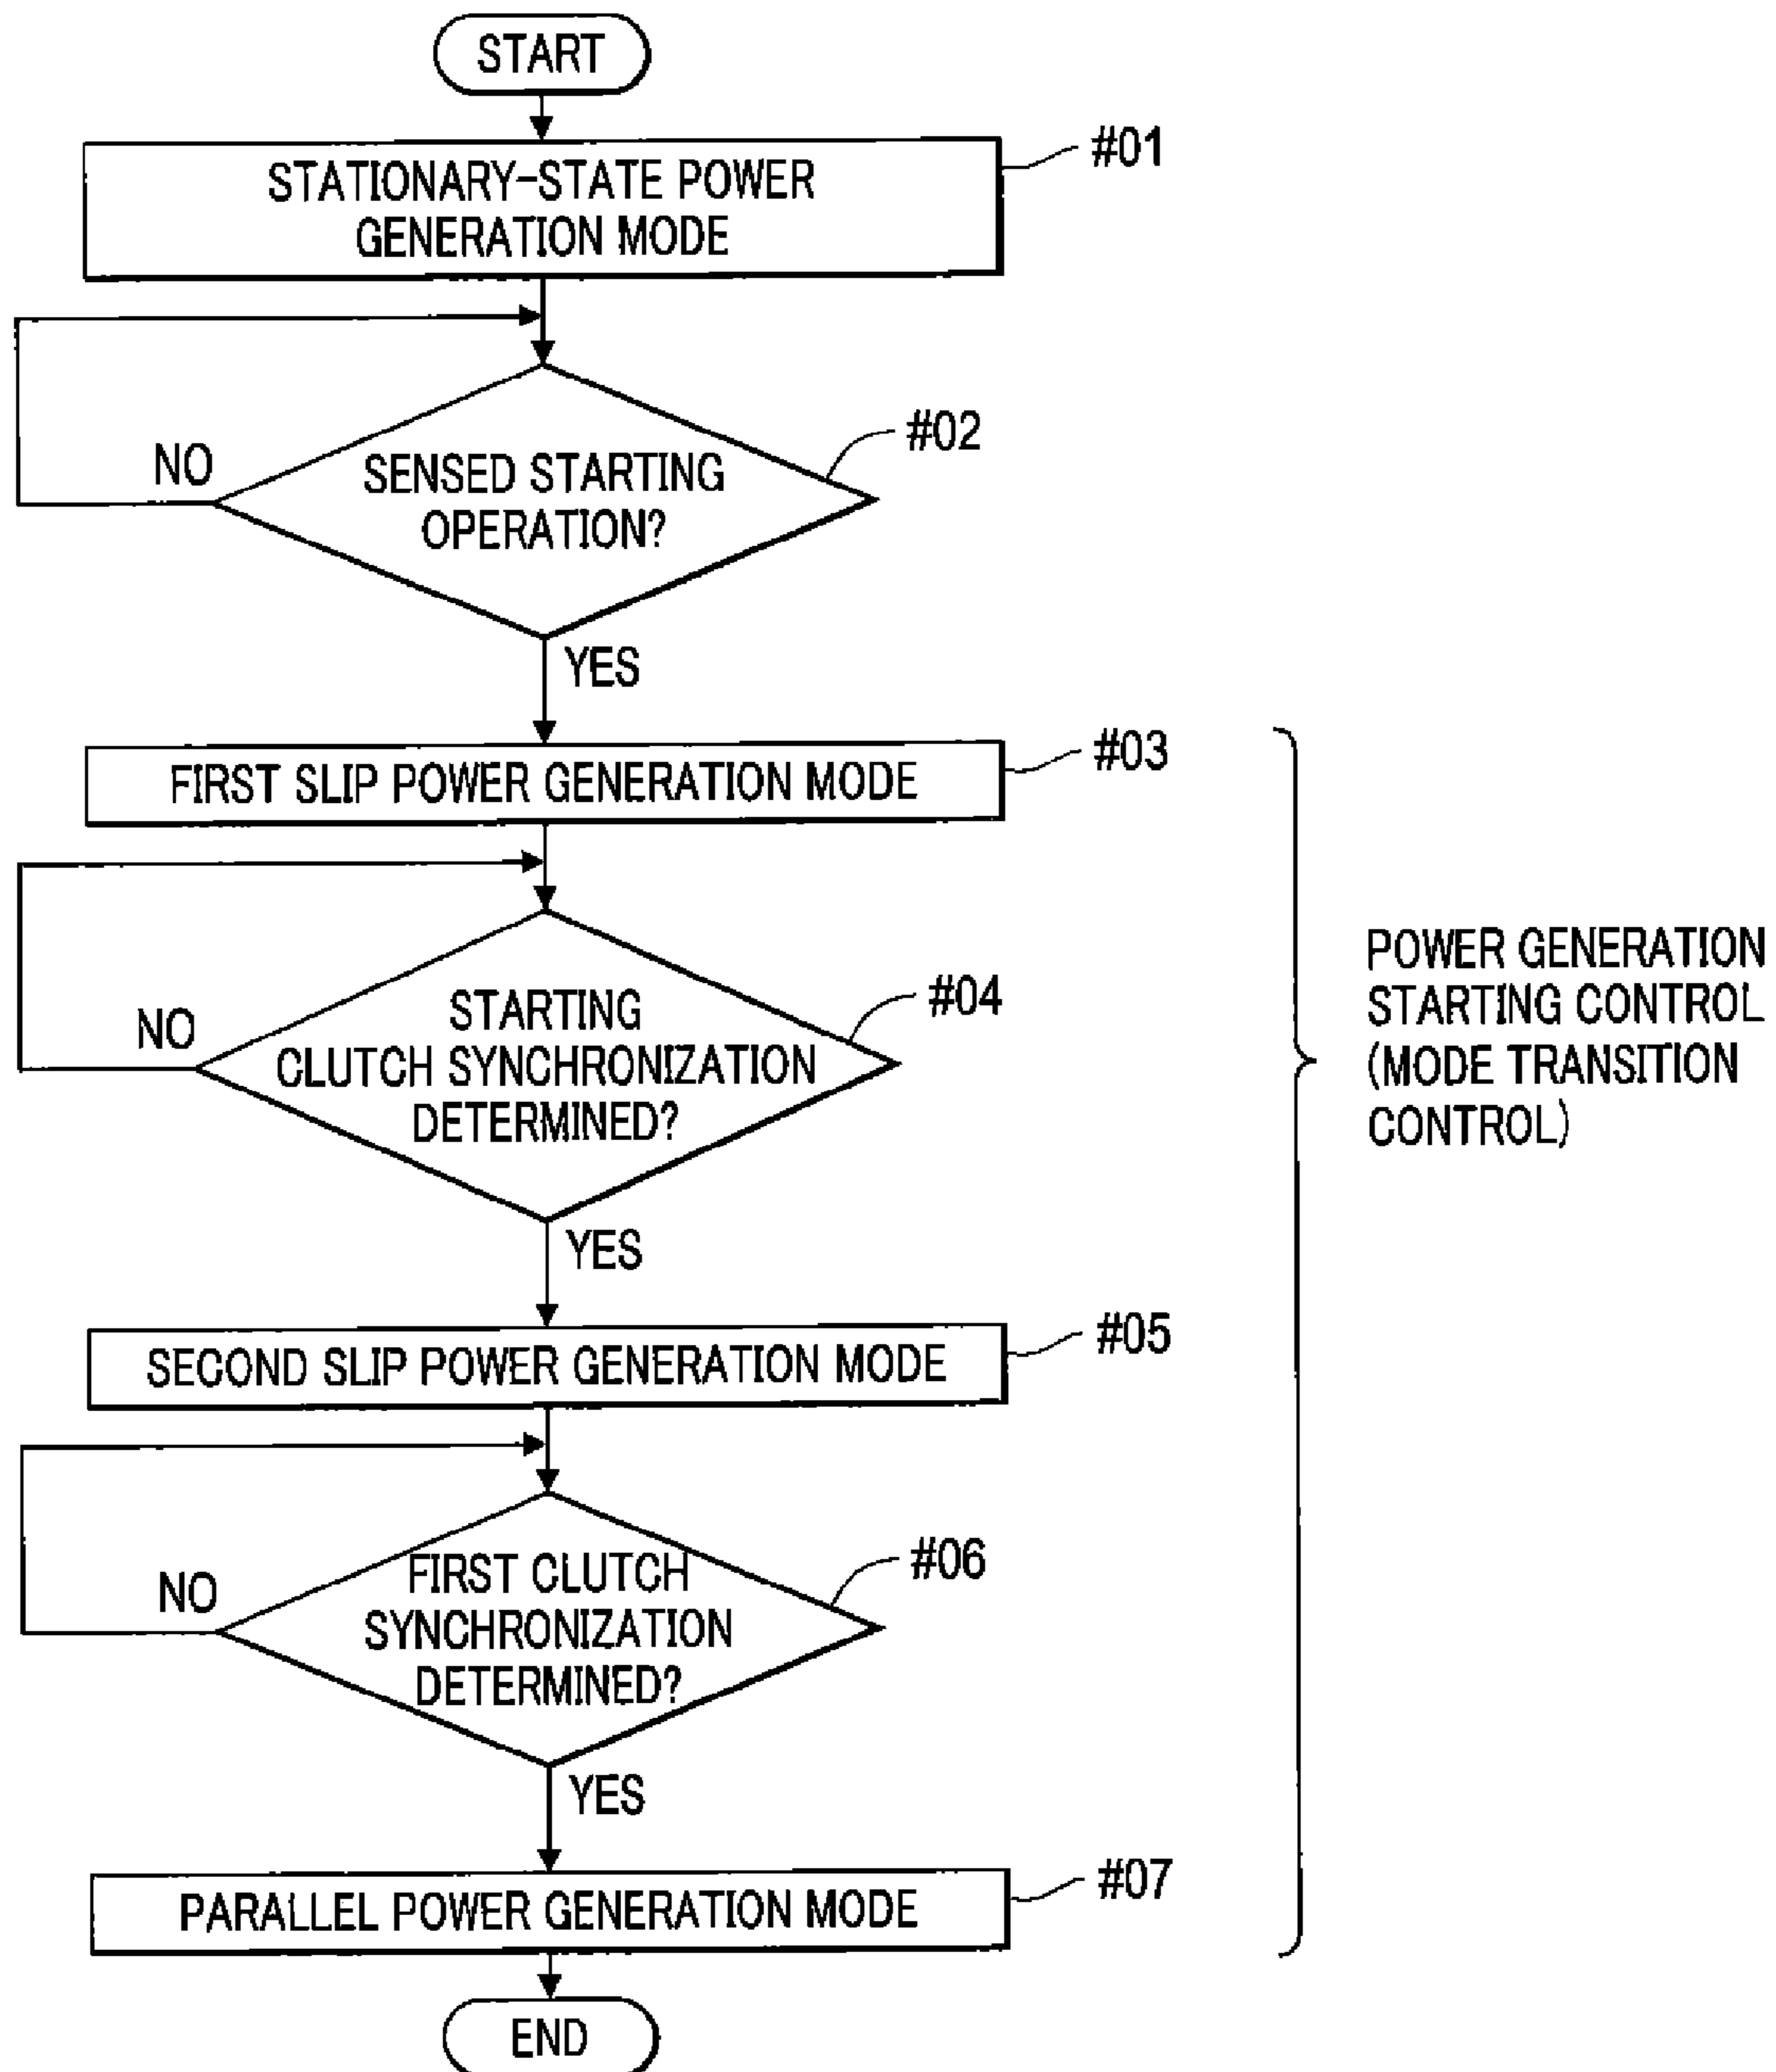 START
STATIONARY-STATE POWER
GENERATION MODE
#01
#02
NO
SENSED STARTING
OPERATION?
YES
FIRST SLIP POWER GENERATION MODE
#03
#04
NO
STARTING
CLUTCH SYNCHRONIZATION
DETERMINED?
YES
POWER GENERATION
STARTING CONTROL
(MODE TRANSITION
CONTROL)
SECOND SLIP POWER GENERATION MODE
#05
#06
NO
FIRST CLUTCH
SYNCHRONIZATION
DETERMINED?
YES
PARALLEL POWER GENERATION MODE
#07
END